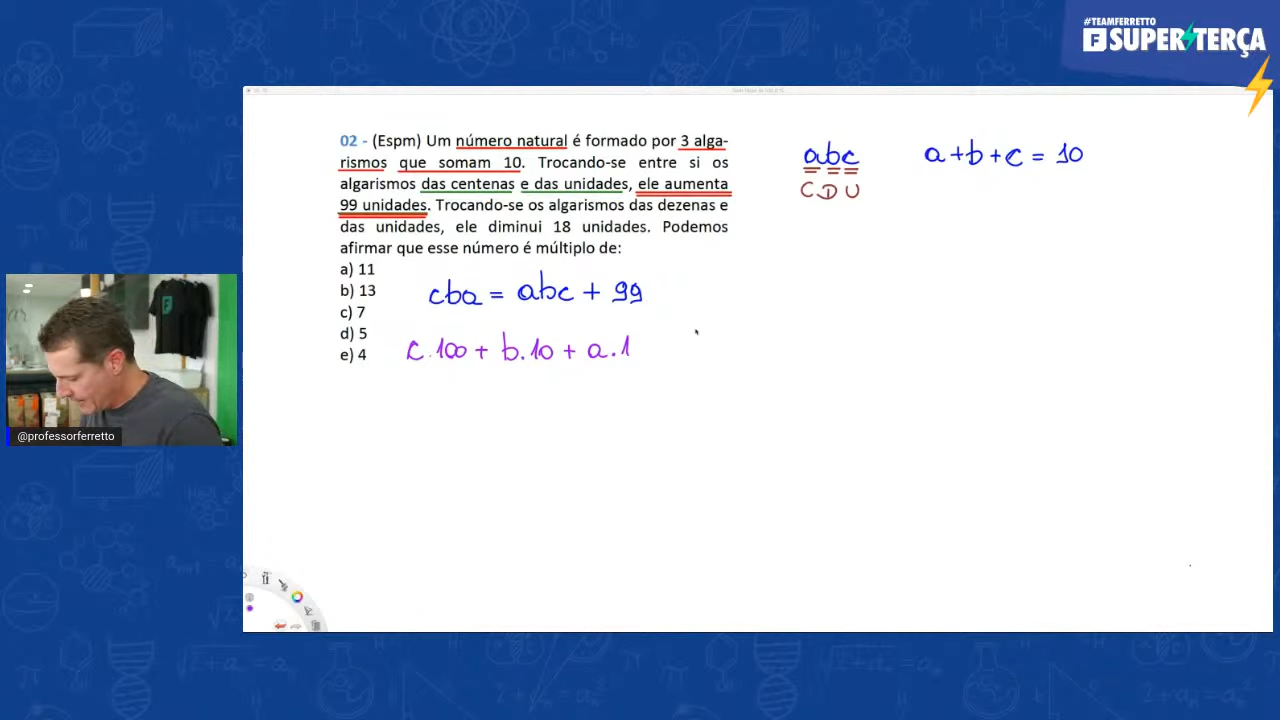 #TEAMFERRETTO
SUPER TERÇA
02 - (Espm) Um número natural é formado por 3 alga-
rismos que somam 10. Trocando-se entre si os
algarismos das centenas e das unidades, ele aumenta
99 unidades. Trocando-se os algarismos das dezenas e
das unidades, ele diminui 18 unidades. Podemos
afirmar que esse número é múltiplo de:
a) 11
b) 13
c) 7
d) 5
e) 4
abc a+b+c = 10
C D U
cba = abc + 99
c.100 + b.10 + a.1
@professorferretto